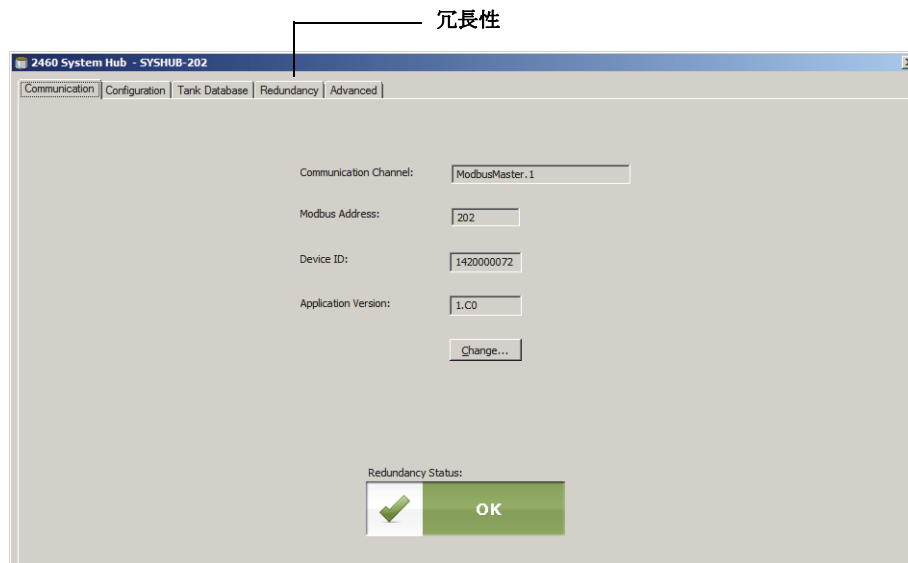 冗長性
2460 System Hub - SYSHUB-202
Communication Configuration Tank Database Redundancy Advanced
Communication Channel: ModbusMaster.1
Modbus Address: 202
Device ID: 1420000072
Application Version: 1.C0
Change...
Redundancy Status:
OK